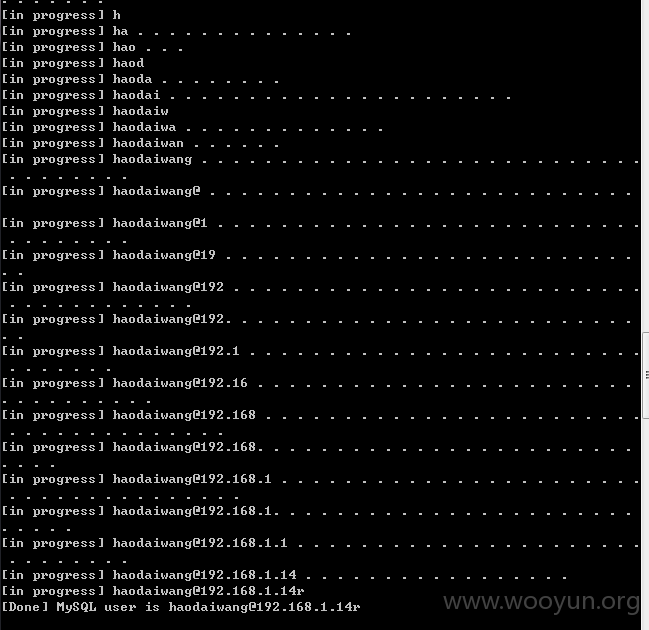 . . . . . . .
[in progress] h
[in progress] ha . . . . . . . . . . . . . .
[in progress] hao . . .
[in progress] haod
[in progress] haoda . . . . . . . .
[in progress] haodai . . . . . . . . . . . . . . . . . . . . . .
[in progress] haodaiw
[in progress] haodaiwa . . . . . . . . . . . . .
[in progress] haodaiwan . . . . . .
[in progress] haodaiwang . . . . . . . . . . . . . . . . . . . . . . . . . . . .
. . . . . . . .
[in progress] haodaiwang@ . . . . . . . . . . . . . . . . . . . . . . . . . . .
[in progress] haodaiwang@1 . . . . . . . . . . . . . . . . . . . . . . . . . . .
. . . . . . . .
[in progress] haodaiwang@19 . . . . . . . . . . . . . . . . . . . . . . . . . .
. .
[in progress] haodaiwang@192 . . . . . . . . . . . . . . . . . . . . . . . . . .
. . . . . . . . . . . .
[in progress] haodaiwang@192. . . . . . . . . . . . . . . . . . . . . . . . . .
. .
[in progress] haodaiwang@192.1 . . . . . . . . . . . . . . . . . . . . . . . . .
. . . . . . .
[in progress] haodaiwang@192.16 . . . . . . . . . . . . . . . . . . . . . . . .
. . . . . . . . . .
[in progress] haodaiwang@192.168 . . . . . . . . . . . . . . . . . . . . . . . .
. . . . . . . . . . . . . .
[in progress] haodaiwang@192.168. . . . . . . . . . . . . . . . . . . . . . . .
. . . .
[in progress] haodaiwang@192.168.1 . . . . . . . . . . . . . . . . . . . . . . .
. . . . . . . . . . . . . . .
[in progress] haodaiwang@192.168.1. . . . . . . . . . . . . . . . . . . . . . .
. . . . .
[in progress] haodaiwang@192.168.1.1 . . . . . . . . . . . . . . . . . . . . . .
. . . . . . . .
[in progress] haodaiwang@192.168.1.14 . . . . . . . . . . . . . . . . .
[in progress] haodaiwang@192.168.1.14r
[Done] MySQL user is haodaiwang@192.168.1.14r
www.wooyun.org